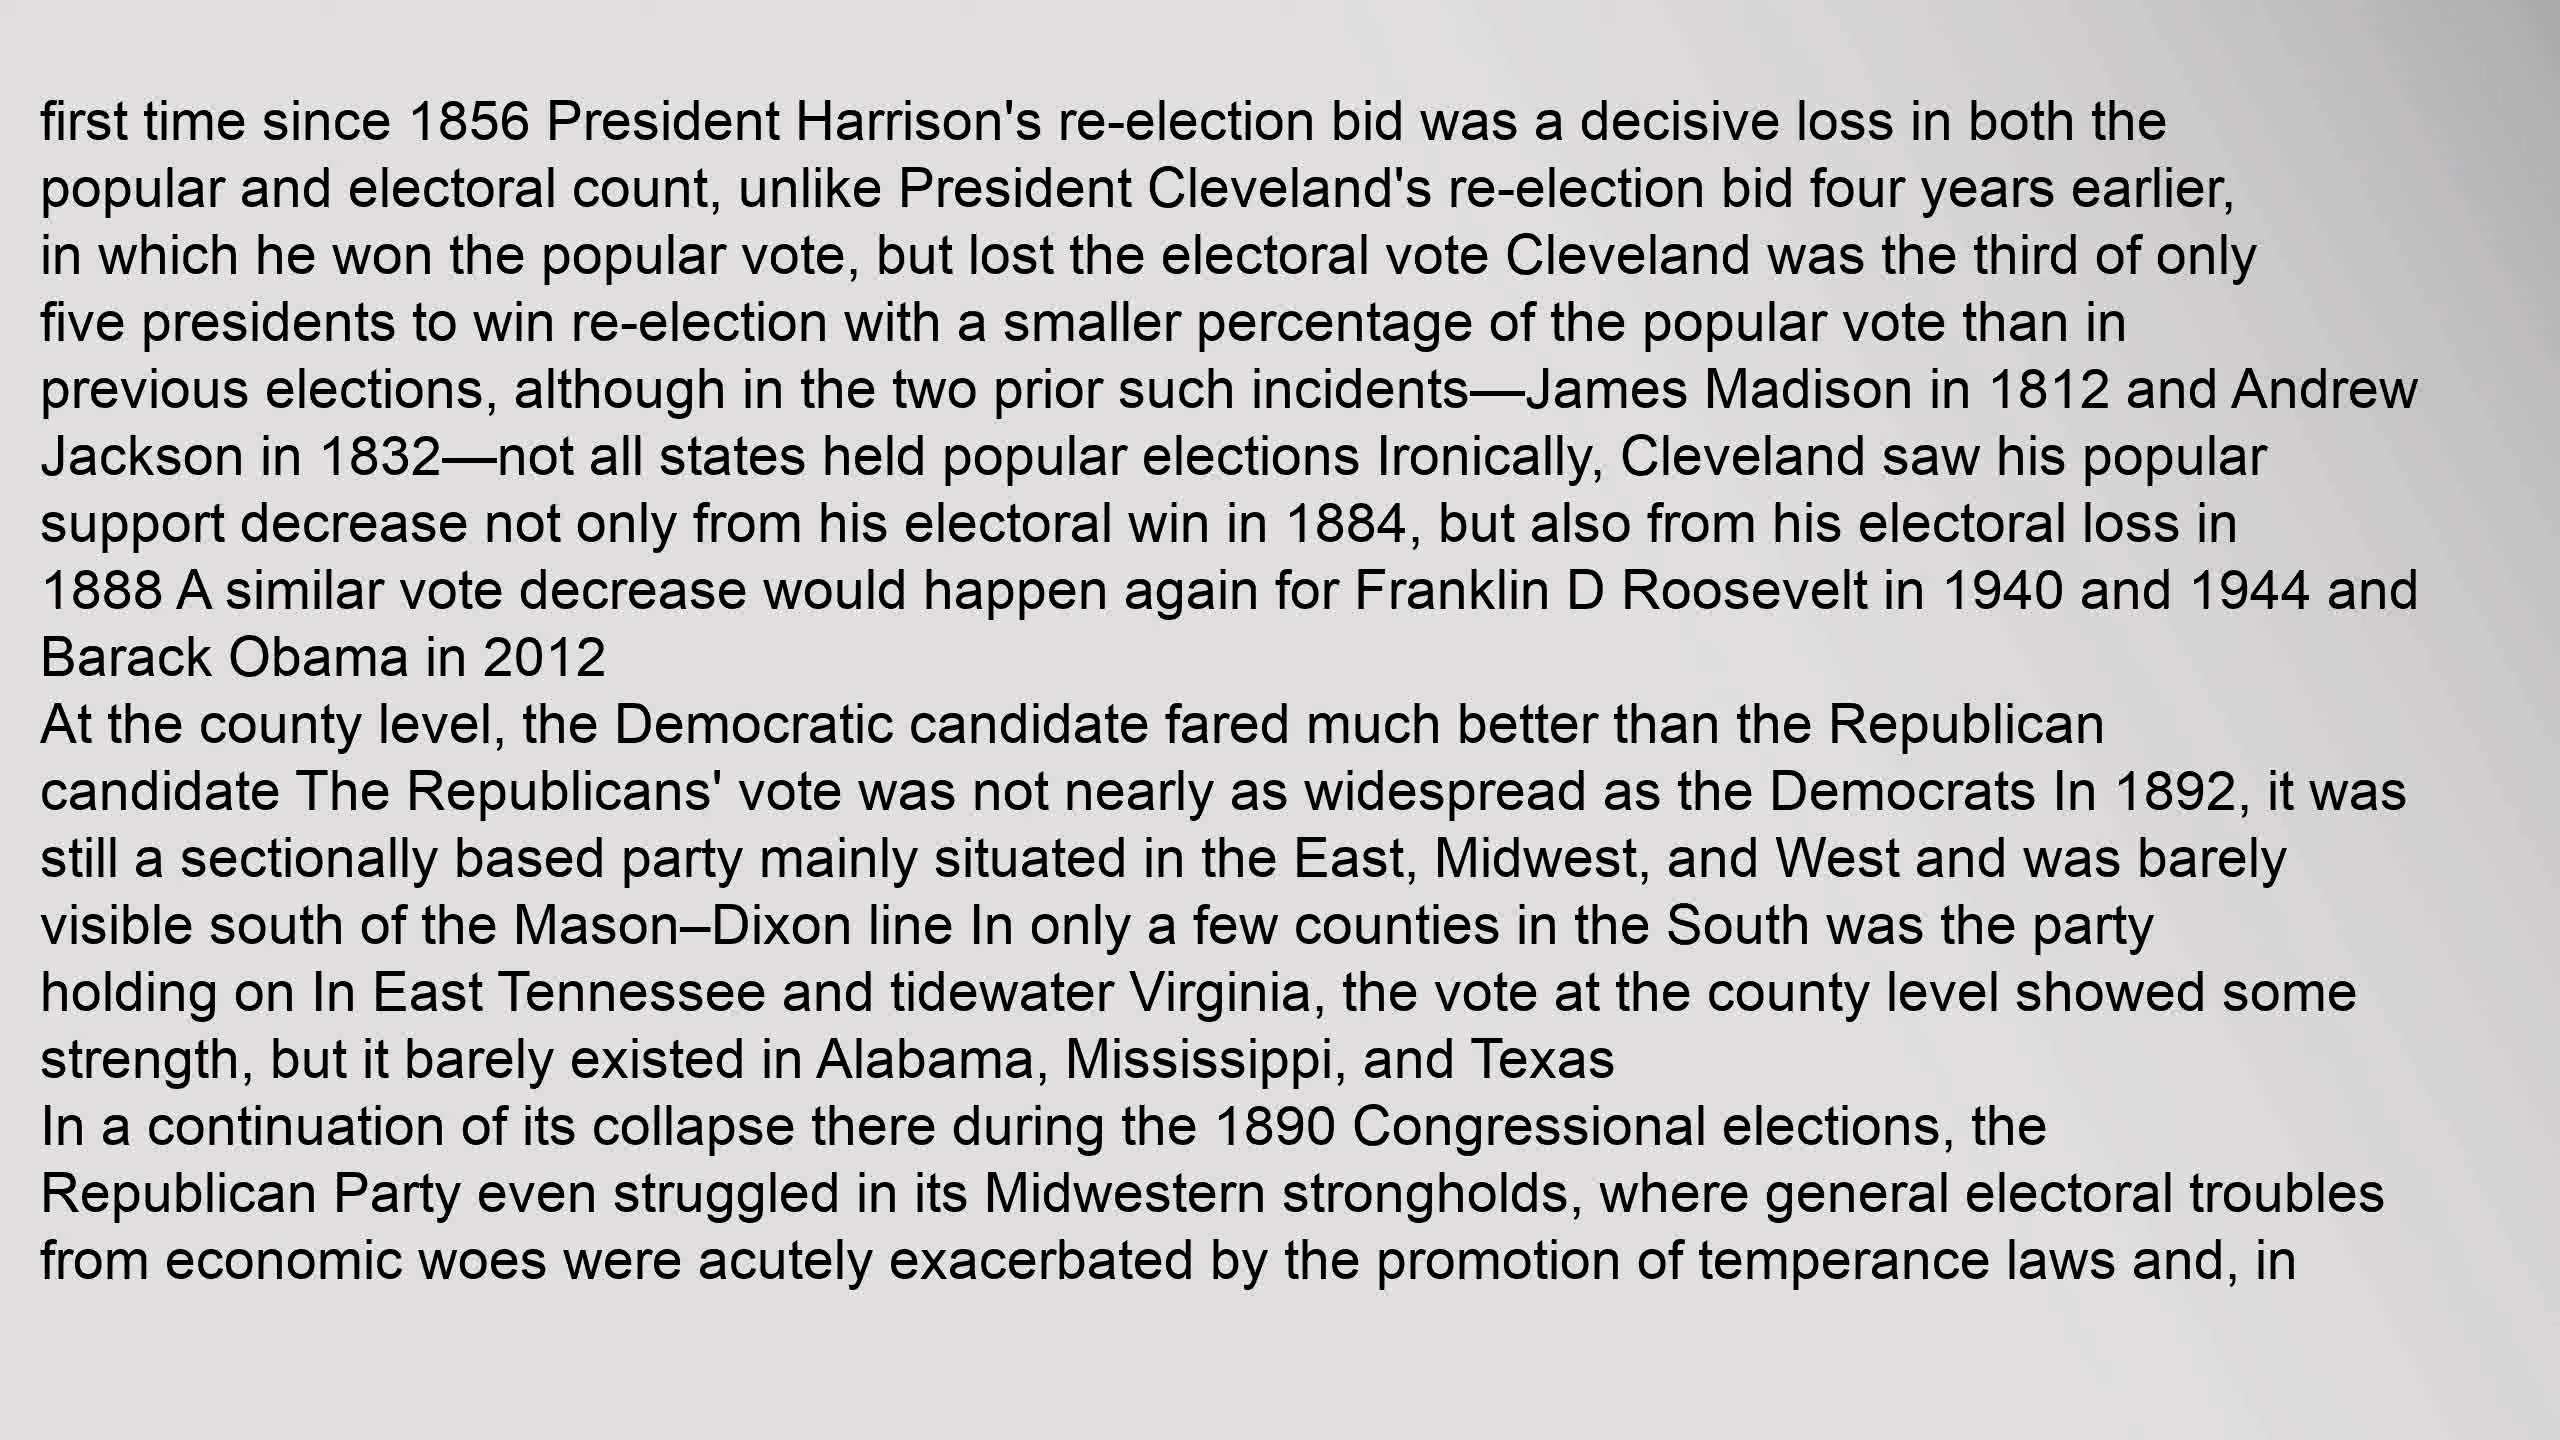 first time since 1856 President Harrison's re-election bid was a decisive loss in both the
popular and electoral count, unlike President Cleveland's re-election bid four years earlier,
in which he won the popular vote, but lost the electoral vote Cleveland was the third of only
five presidents to win re-election with a smaller percentage of the popular vote than in
previous elections, although in the two prior such incidents—James Madison in 1812 and Andrew
Jackson in 1832—not all states held popular elections Ironically, Cleveland saw his popular
support decrease not only from his electoral win in 1884, but also from his electoral loss in
1888 A similar vote decrease would happen again for Franklin D Roosevelt in 1940 and 1944 and
Barack Obama in 2012
At the county level, the Democratic candidate fared much better than the Republican
candidate The Republicans' vote was not nearly as widespread as the Democrats In 1892, it was
still a sectionally based party mainly situated in the East, Midwest, and West and was barely
visible south of the Mason–Dixon line In only a few counties in the South was the party
holding on In East Tennessee and tidewater Virginia, the vote at the county level showed some
strength, but it barely existed in Alabama, Mississippi, and Texas
In a continuation of its collapse there during the 1890 Congressional elections, the
Republican Party even struggled in its Midwestern strongholds, where general electoral troubles
from economic woes were acutely exacerbated by the promotion of temperance laws and, in